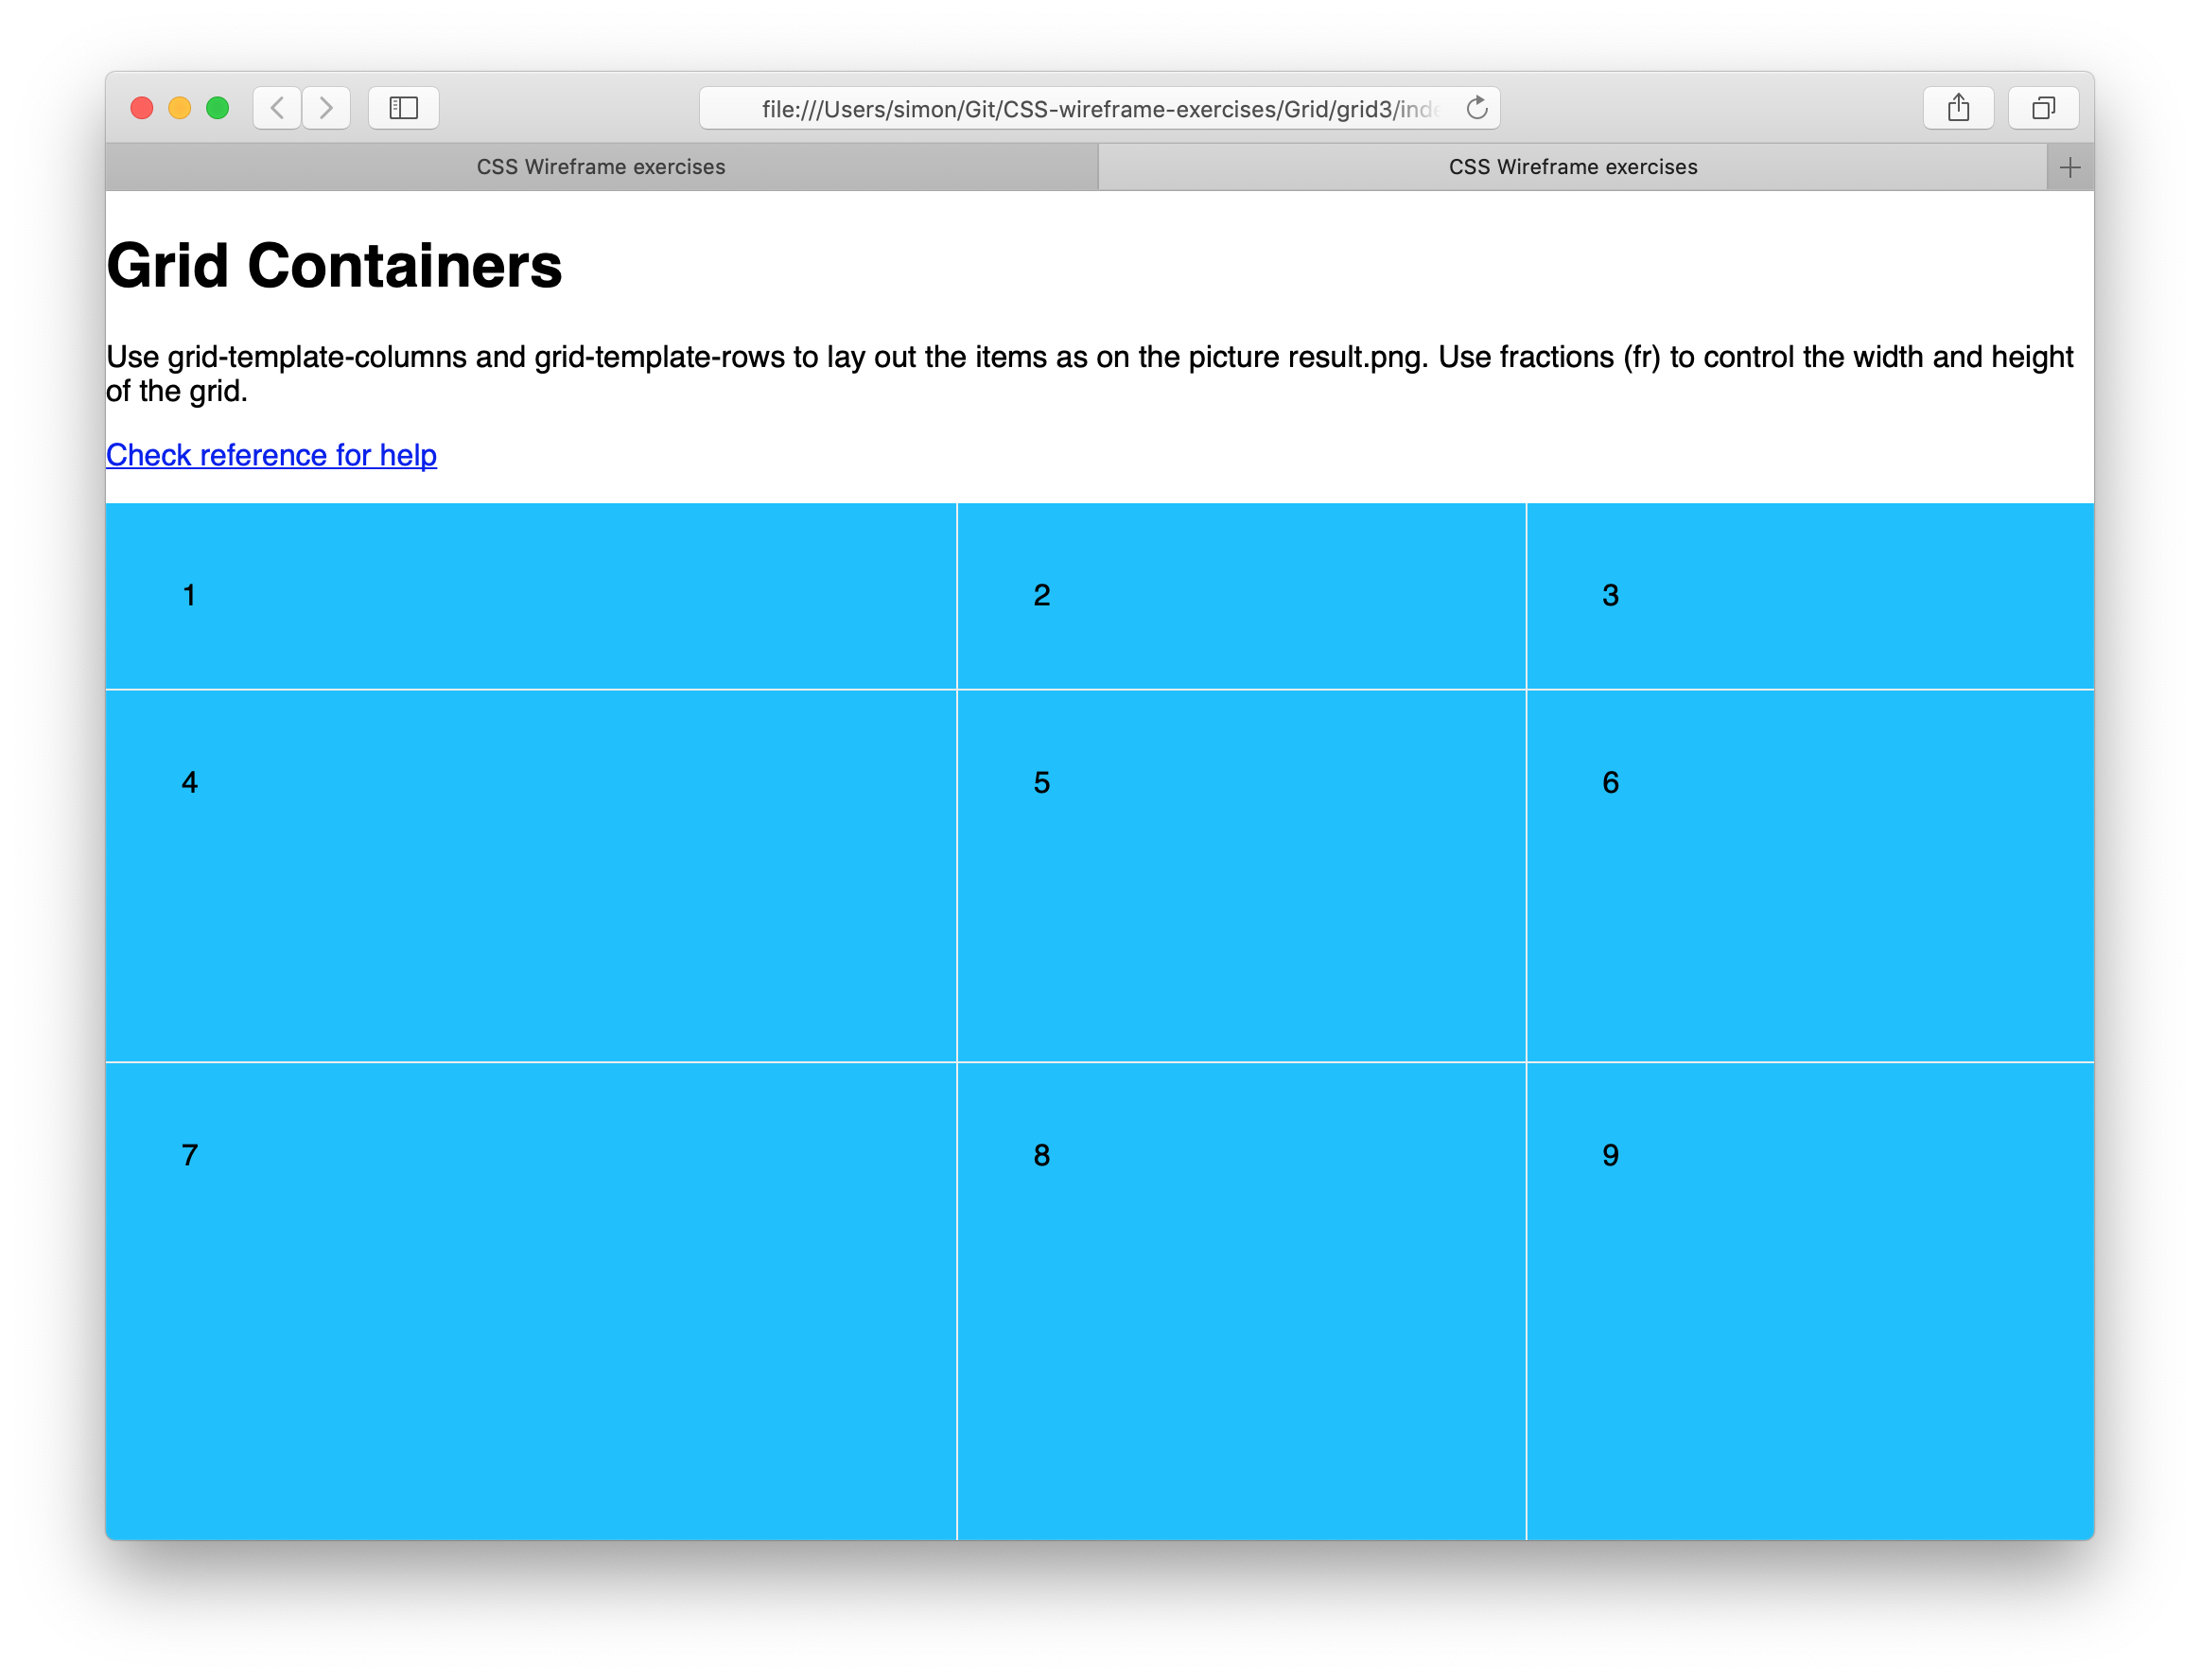 file:///Users/simon/Git/CSS-wireframe-exercises/Grid/grid3/inde
CSS Wireframe exercises
CSS Wireframe exercises
Grid Containers
Use grid-template-columns and grid-template-rows to lay out the items as on the picture result.png. Use fractions (fr) to control the width and height
of the grid.
Check reference for help
1 2 3
4 5 6
7 8 9